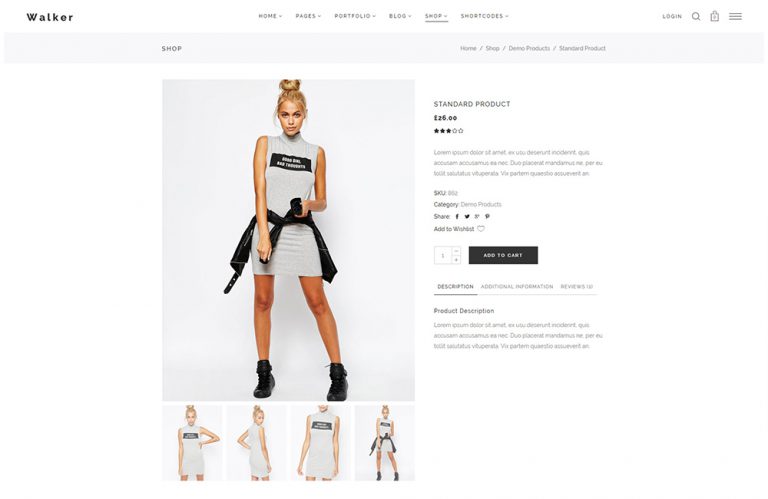 Walker
HOME PAGES PORTFOLIO BLOG SHOP SHORTCODES
LOGIN
0
SHOP
Home / Shop / Demo Products / Standard Product
GOOD GIRL
BAD THOUGHTS
STANDARD PRODUCT
£26.00
Lorem ipsum dolor sit amet, ex usu deserunt inciderint, quis
accusam accusamus ea nec. Duo placerat mandamus ne, per eu
tollit salutatus vituperata. Vix partem quaestio assueverit an.
SKU: 862
Category: Demo Products
Share:
Add to Wishlist
1
ADD TO CART
DESCRIPTION ADDITIONAL INFORMATION REVIEWS (1)
Product Description
Lorem ipsum dolor sit amet, ex usu deserunt inciderint, quis
accusam accusamus ea nec. Duo placerat mandamus ne, per eu
tollit salutatus vituperata. Vix partem quaestio assueverit an.